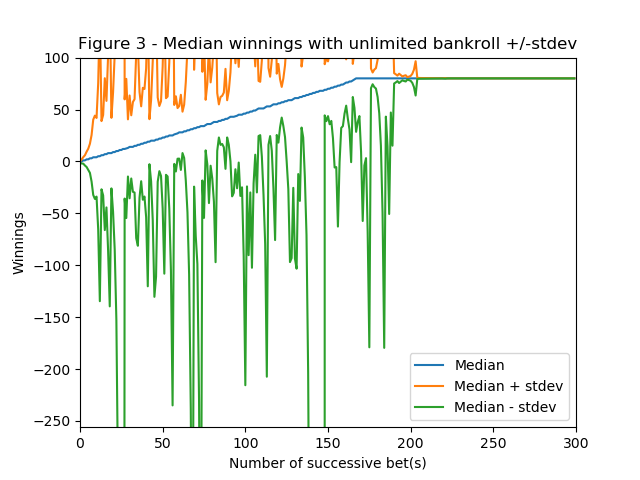 Figure 3 - Median winnings with unlimited bankroll +/-stdev
100
50
0
−50
−100
−150
−200
−250
Winnings
0 50 100 150 200 250 300
Number of successive bet(s)
Median
Median + stdev
Median - stdev